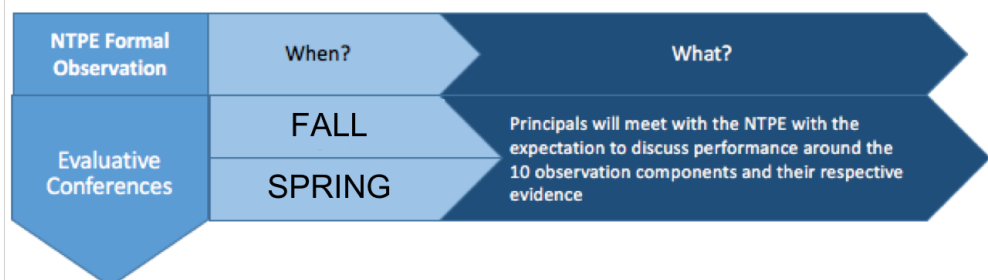 NTPE Formal
Observation
When?
What?
Evaluative
Conferences
FALL
SPRING
Principals will meet with the NTPE with the
expectation to discuss performance around the
10 observation components and their respective
evidence